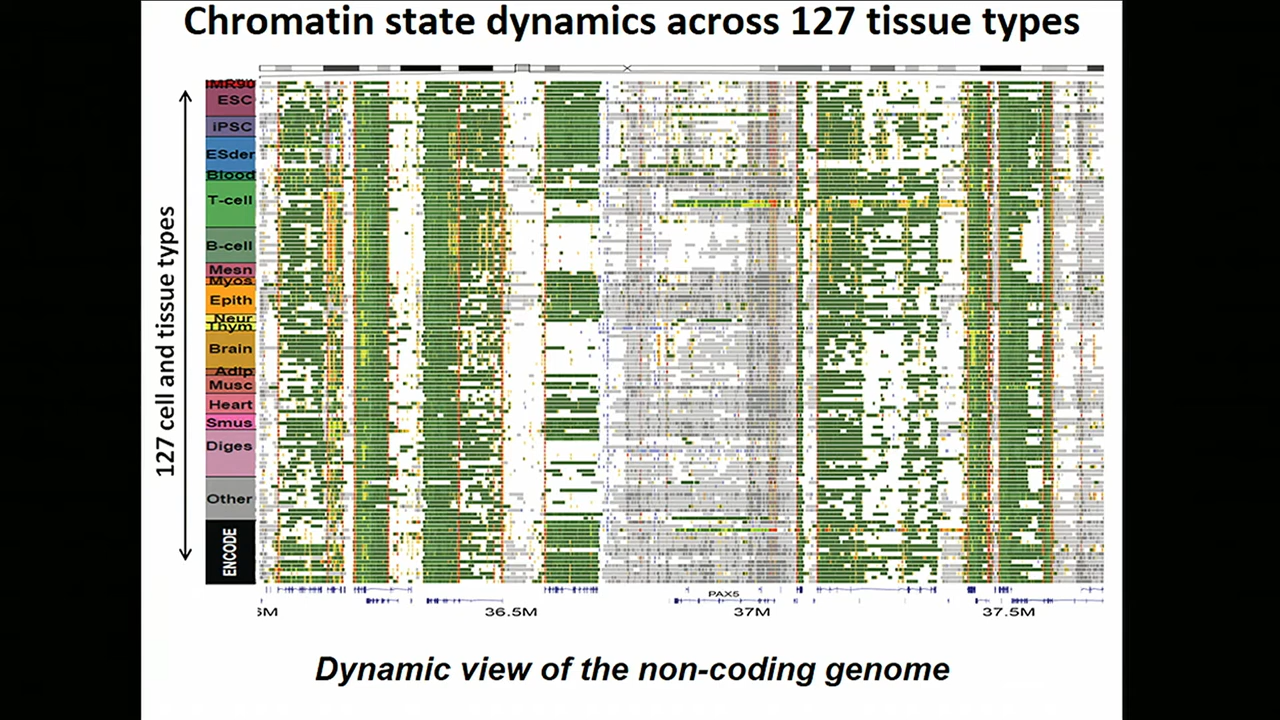 Chromatin state dynamics across 127 tissue types
127 cell and tissue types
IMR90
ESC
iPSC
ESder
Blood
T-cell
B-cell
Mesn
Myos
Epith
Neur
Thym
Brain
Adip
Musc
Heart
Smus
Diges
Other
ENCODE
PAX5
36.5M
37M
37.5M
Dynamic view of the non-coding genome